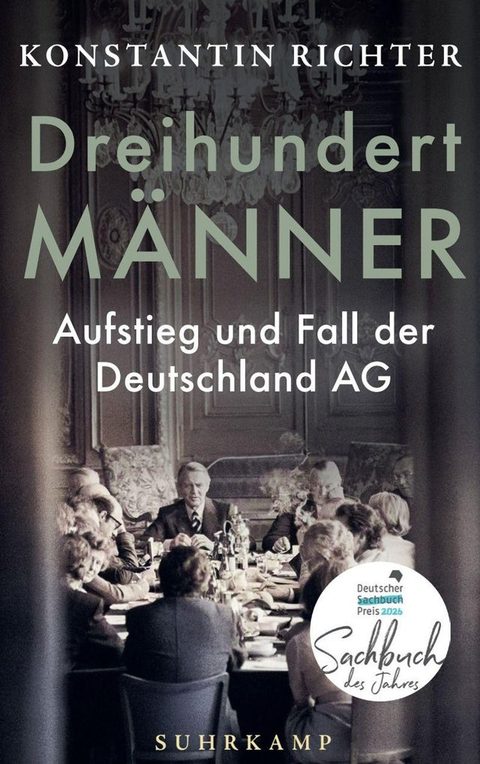 KONSTANTIN RICHTER
Dreihundert
MÄNNER
Aufstieg und Fall der
Deutschland AG
Deutscher
Sachbuch
Preis 2026
Sachbuch
des Jahres
SUHRKAMP